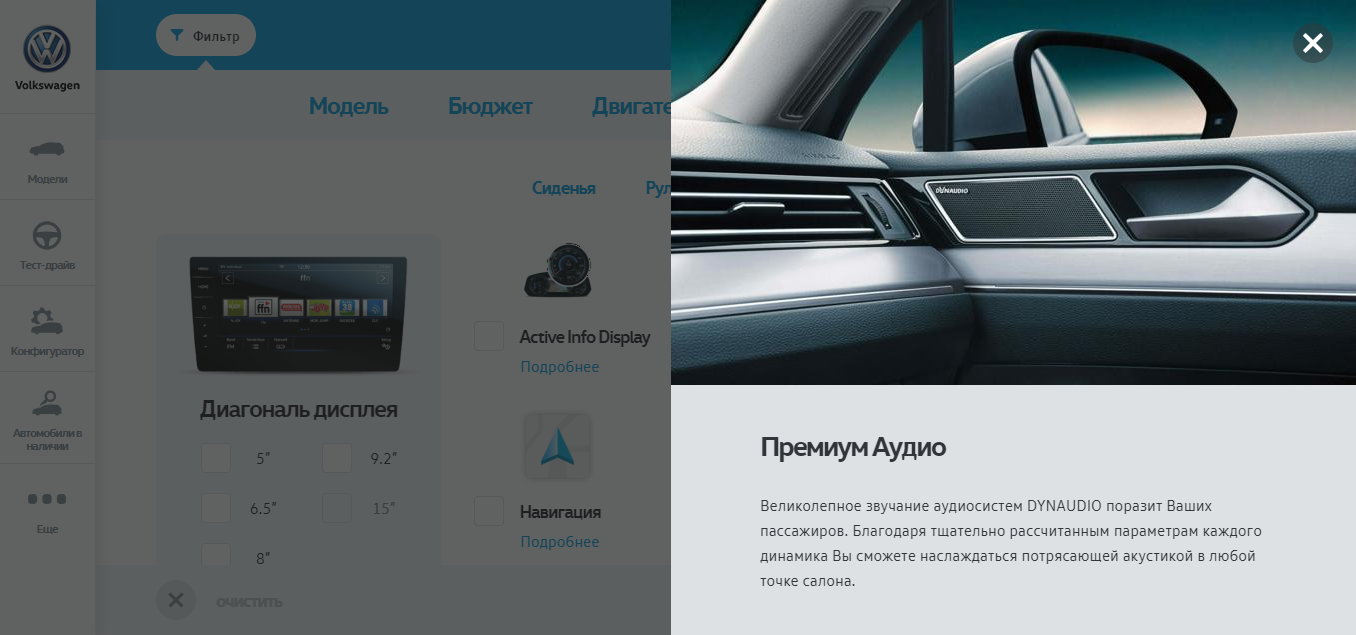 Volkswagen
Модели
Тест-драйв
Конфигуратор
Автомобили в
наличии
Еще
Фильтр
Модель Бюджет Двигате
Сиденья Рул
ffn
Диагональ дисплея
5″ 9.2″
6.5″ 15″
8″
Active Info Display
Подробнее
Навигация
Подробнее
ОЧИСТИТЬ
AIRBAG
DYNAUDIO
Премиум Аудио
Великолепное звучание аудиосистем DYNAUDIO поразит Ваших
пассажиров. Благодаря тщательно рассчитанным параметрам каждого
динамика Вы сможете наслаждаться потрясающей акустикой в любой
точке салона.